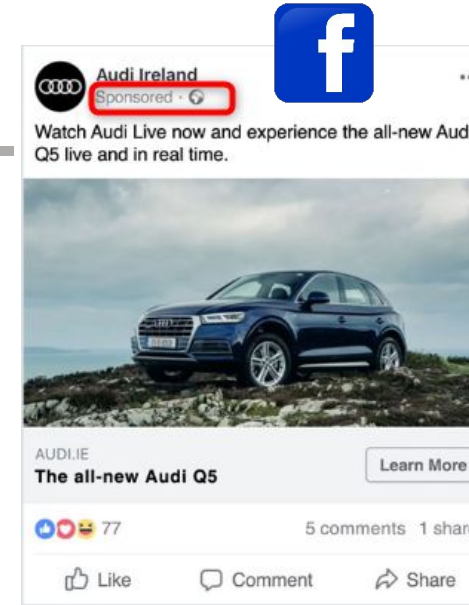 Audi Ireland
Sponsored ·
Watch Audi Live now and experience the all-new Aud
Q5 live and in real time.
AUDI.IE
The all-new Audi Q5
Learn More
77
5 comments 1 share
Like
Comment
Share